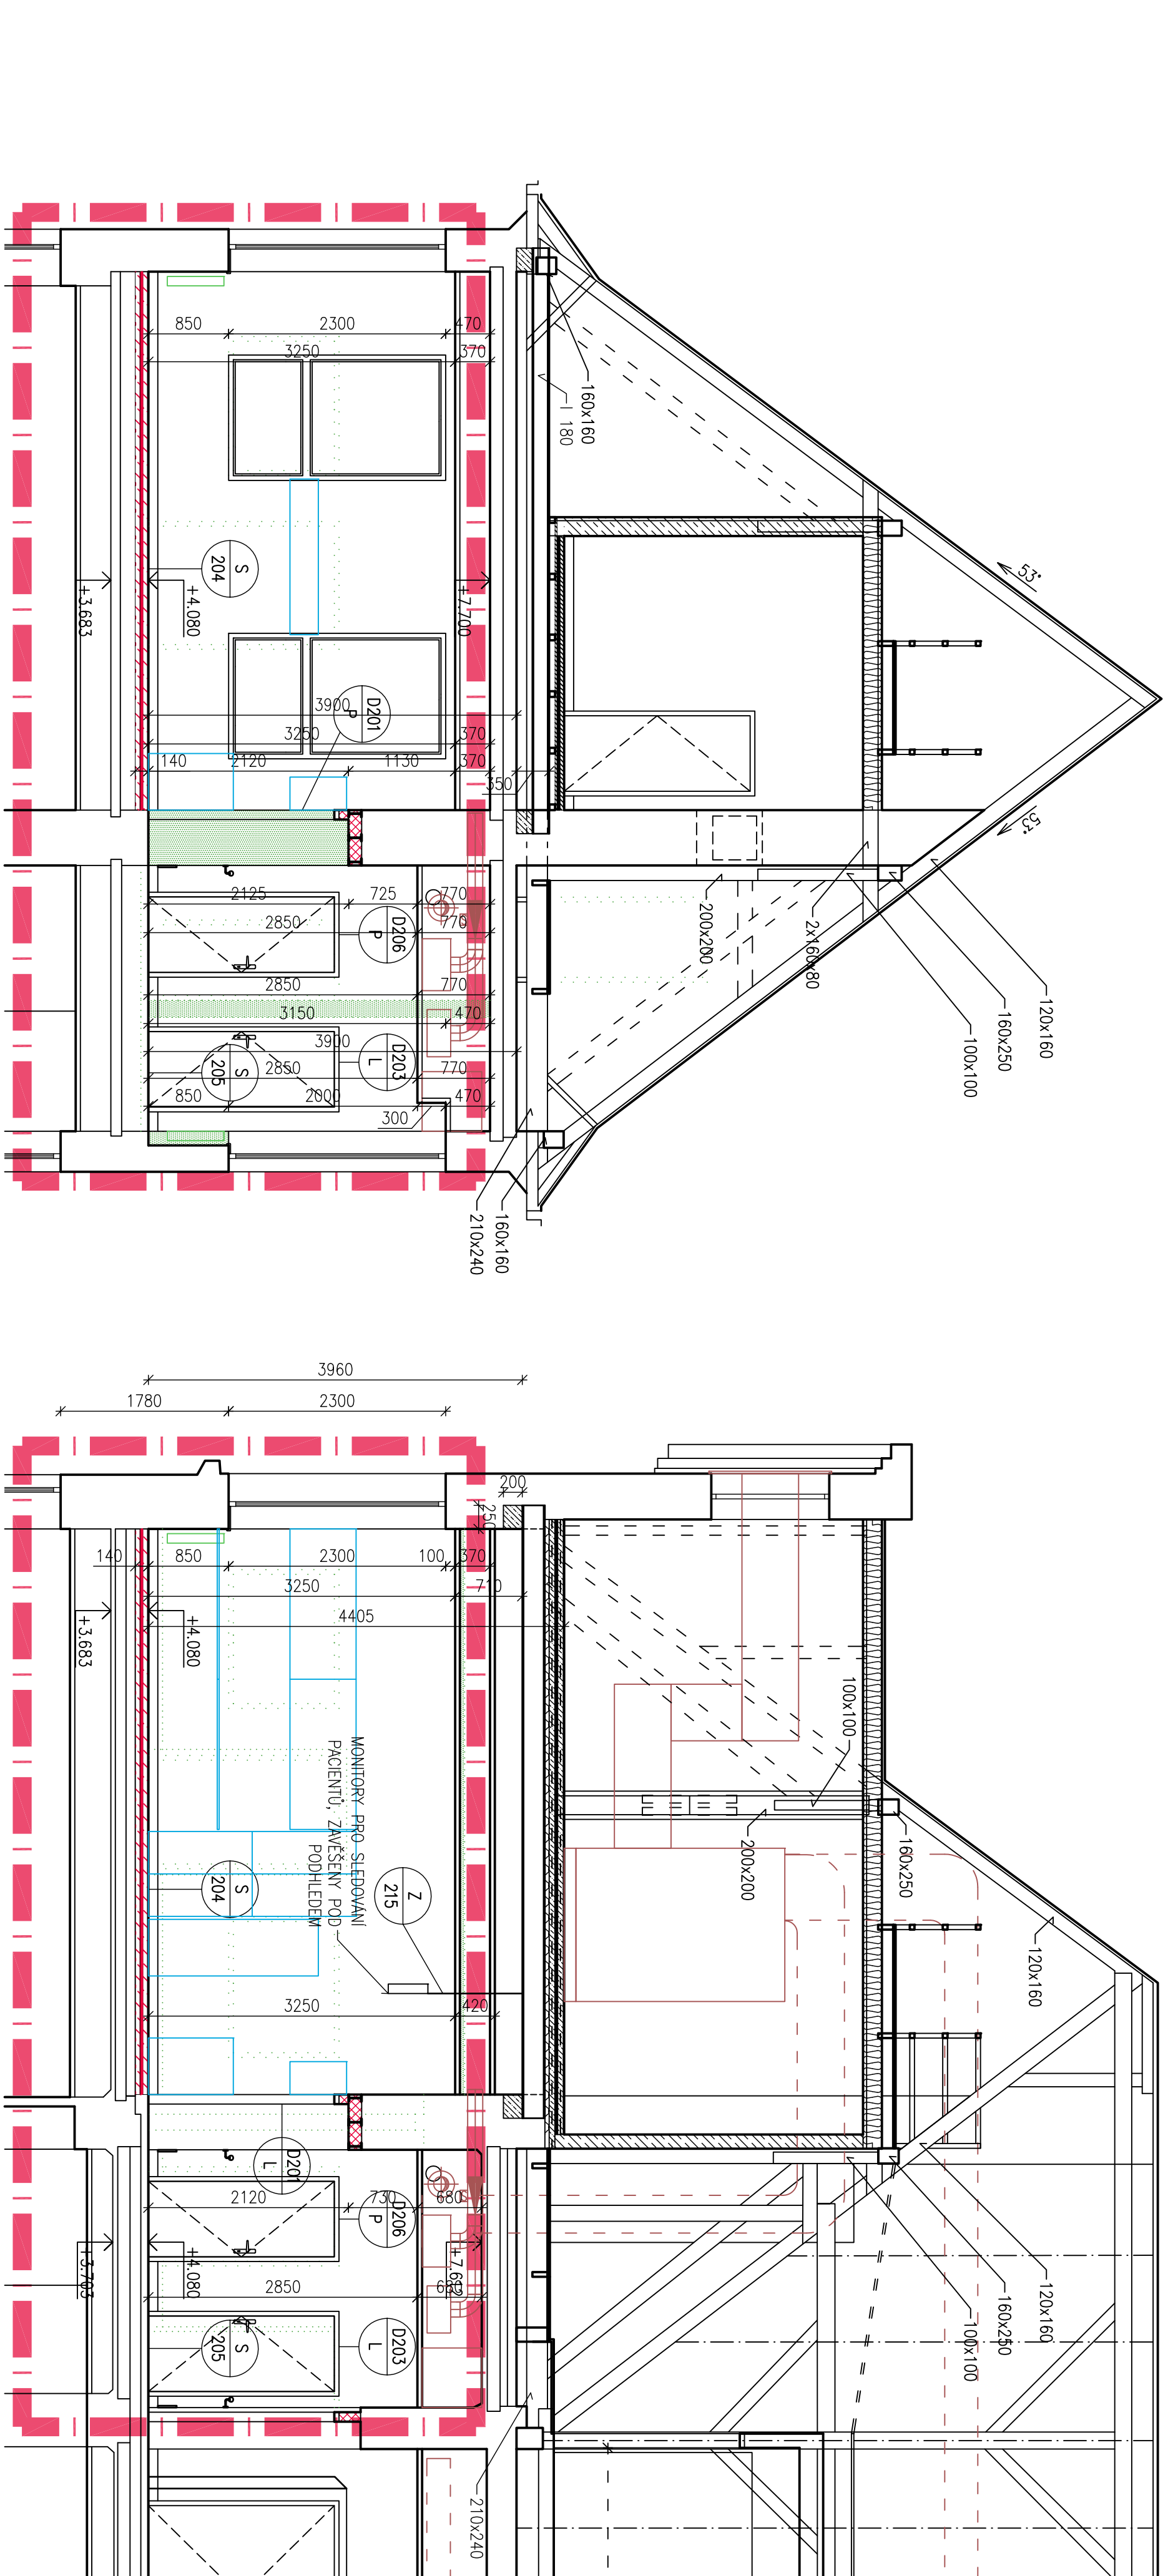 53°
53°
120x160
160x250
100x100
2x160x80
200x200
160x160
I 180
160x160
210x240
850
2300
470
3250
370
S
204
+3.683
+4.080
+7.700
D201
P
3900
3250
370
140
2120
1130
370
350
2125
725
770
D206
P
2850
770
2850
770
3150
470
3900
D203
L
2850
770
S
205
850
2000
470
300
3960
1780
2300
200
250
140
850
2300
100
370
3250
710
4405
+3.683
+4.080
MONITORY PRO SLEDOVÁNÍ
PACIENTŮ, ZAVĚŠENY POD
PODHLEDEM
Z
215
S
204
3250
420
100x100
200x200
160x250
120x160
D201
L
2120
730
680
D206
P
+3.703
+4.080
2850
D203
L
S
205
120x160
160x250
100x100
210x240